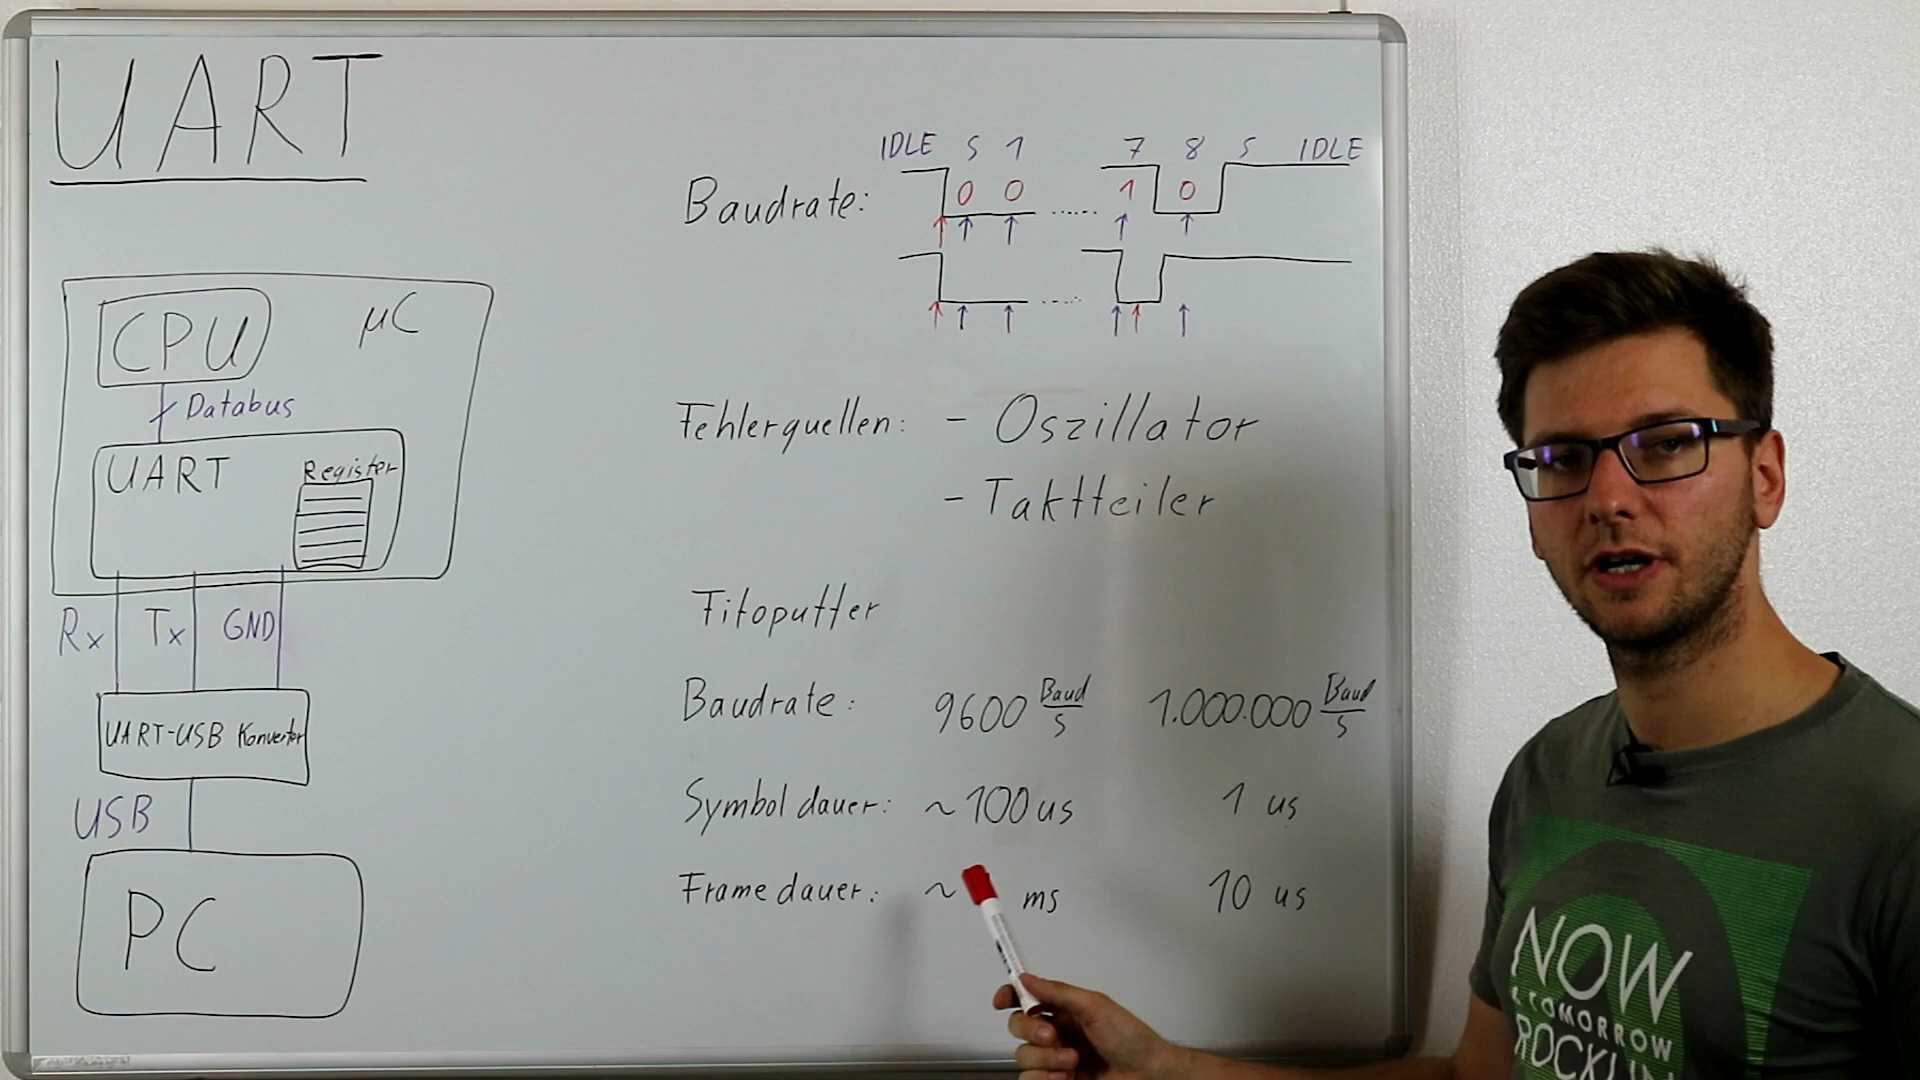 UART
CPU
μC
Databus
UART
Register
Rx
Tx
GND
UART-USB Konverter
USB
PC
IDLE S 1 7 8 S IDLE
Baudrate:
0 0 ...... 1 0
Fehlerquellen: - Oszillator
- Taktteiler
Fifopuffer
Baudrate: 9600 Baud/s 1.000.000 Baud/s
Symboldauer: ~100us 1 us
Framedauer: ~ ms 10 us
NOW
TOMORROW